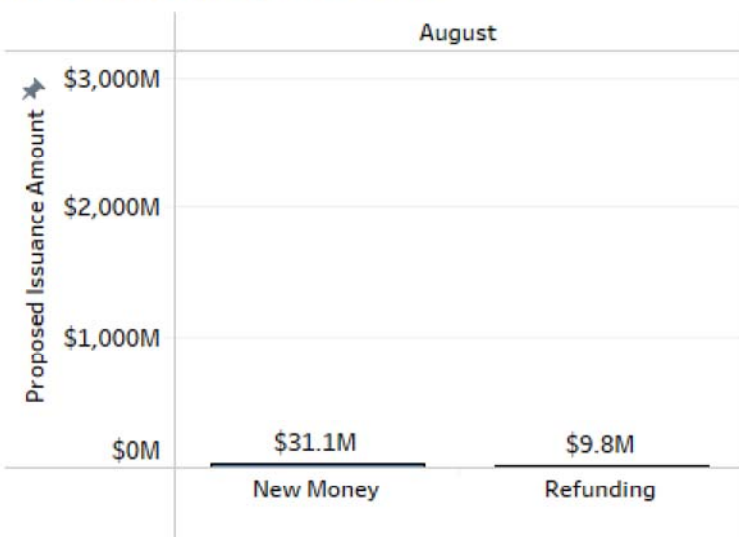 August
Proposed Issuance Amount
$3,000M
$2,000M
$1,000M
$0M
$31.1M
$9.8M
New Money
Refunding